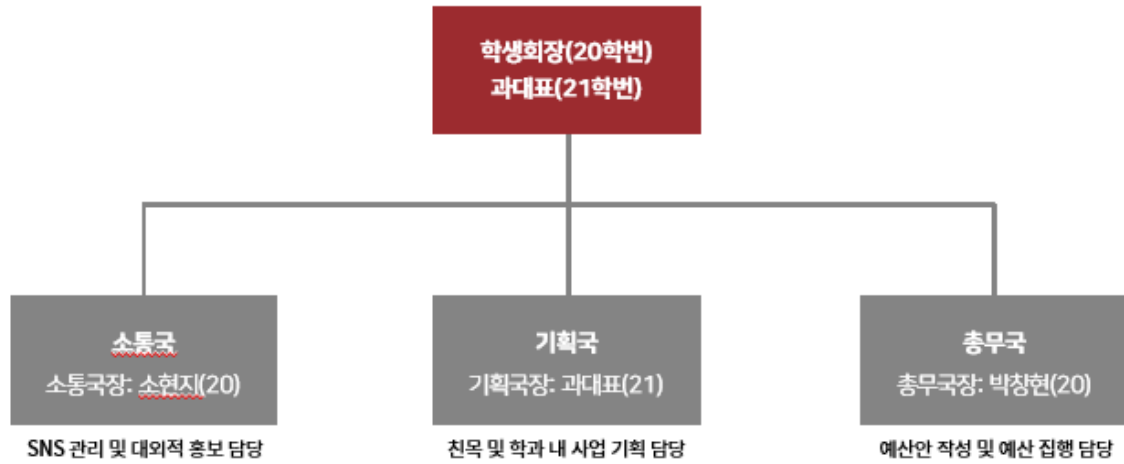 학생회장(20학번)
과대표(21학번)
소통국
소통국장: 소현지(20)
SNS 관리 및 대외적 홍보 담당
기획국
기획국장: 과대표(21)
친목 및 학과 내 사업 기획 담당
총무국
총무국장: 박창현(20)
예산안 작성 및 예산 집행 담당